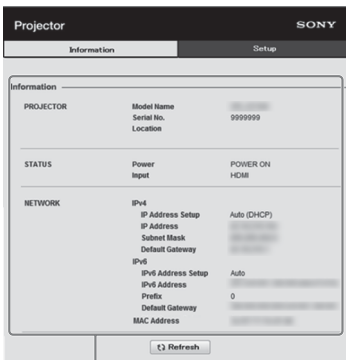 Projector SONY
Information Setup
Information
PROJECTOR Model Name
Serial No. 9999999
Location
STATUS Power POWER ON
Input HDMI
NETWORK IPv4
IP Address Setup Auto (DHCP)
IP Address
Subnet Mask
Default Gateway
IPv6
IPv6 Address Setup Auto
IPv6 Address
Prefix 0
Default Gateway
MAC Address
Refresh